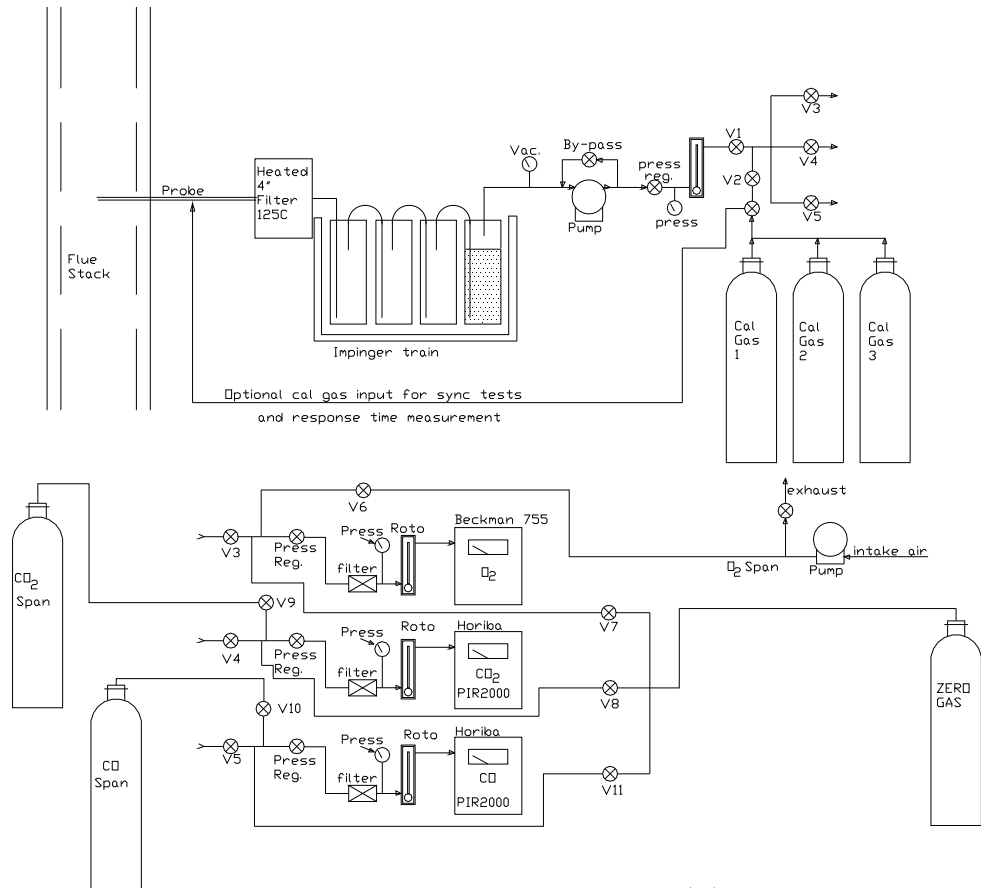 V3
Vac.
By-pass
V1
V4
press
reg.
V2
Probe
Heated
4"
Filter
125C
V5
Pump
press
Flue
Stack
Cal
Gas
1
Cal
Gas
2
Cal
Gas
3
Impinger train
Optional cal gas input for sync tests
and response time measurement
exhaust
V6
Beckman 755
Press
Roto
V3
Press
Reg.
filter
O2
intake air
O2 Span
Pump
CO2
Span
V9
V7
Press
Roto
Horiba
V4
Press
Reg.
filter
CO2
PIR2000
V8
ZERO
GAS
V10
Press
Roto
Horiba
V5
Press
Reg.
filter
CO
PIR2000
V11
CO
Span